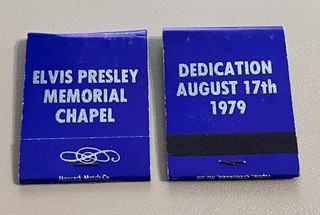 ELVIS PRESLEY
MEMORIAL
CHAPEL
DEDICATION
AUGUST 17th
1979